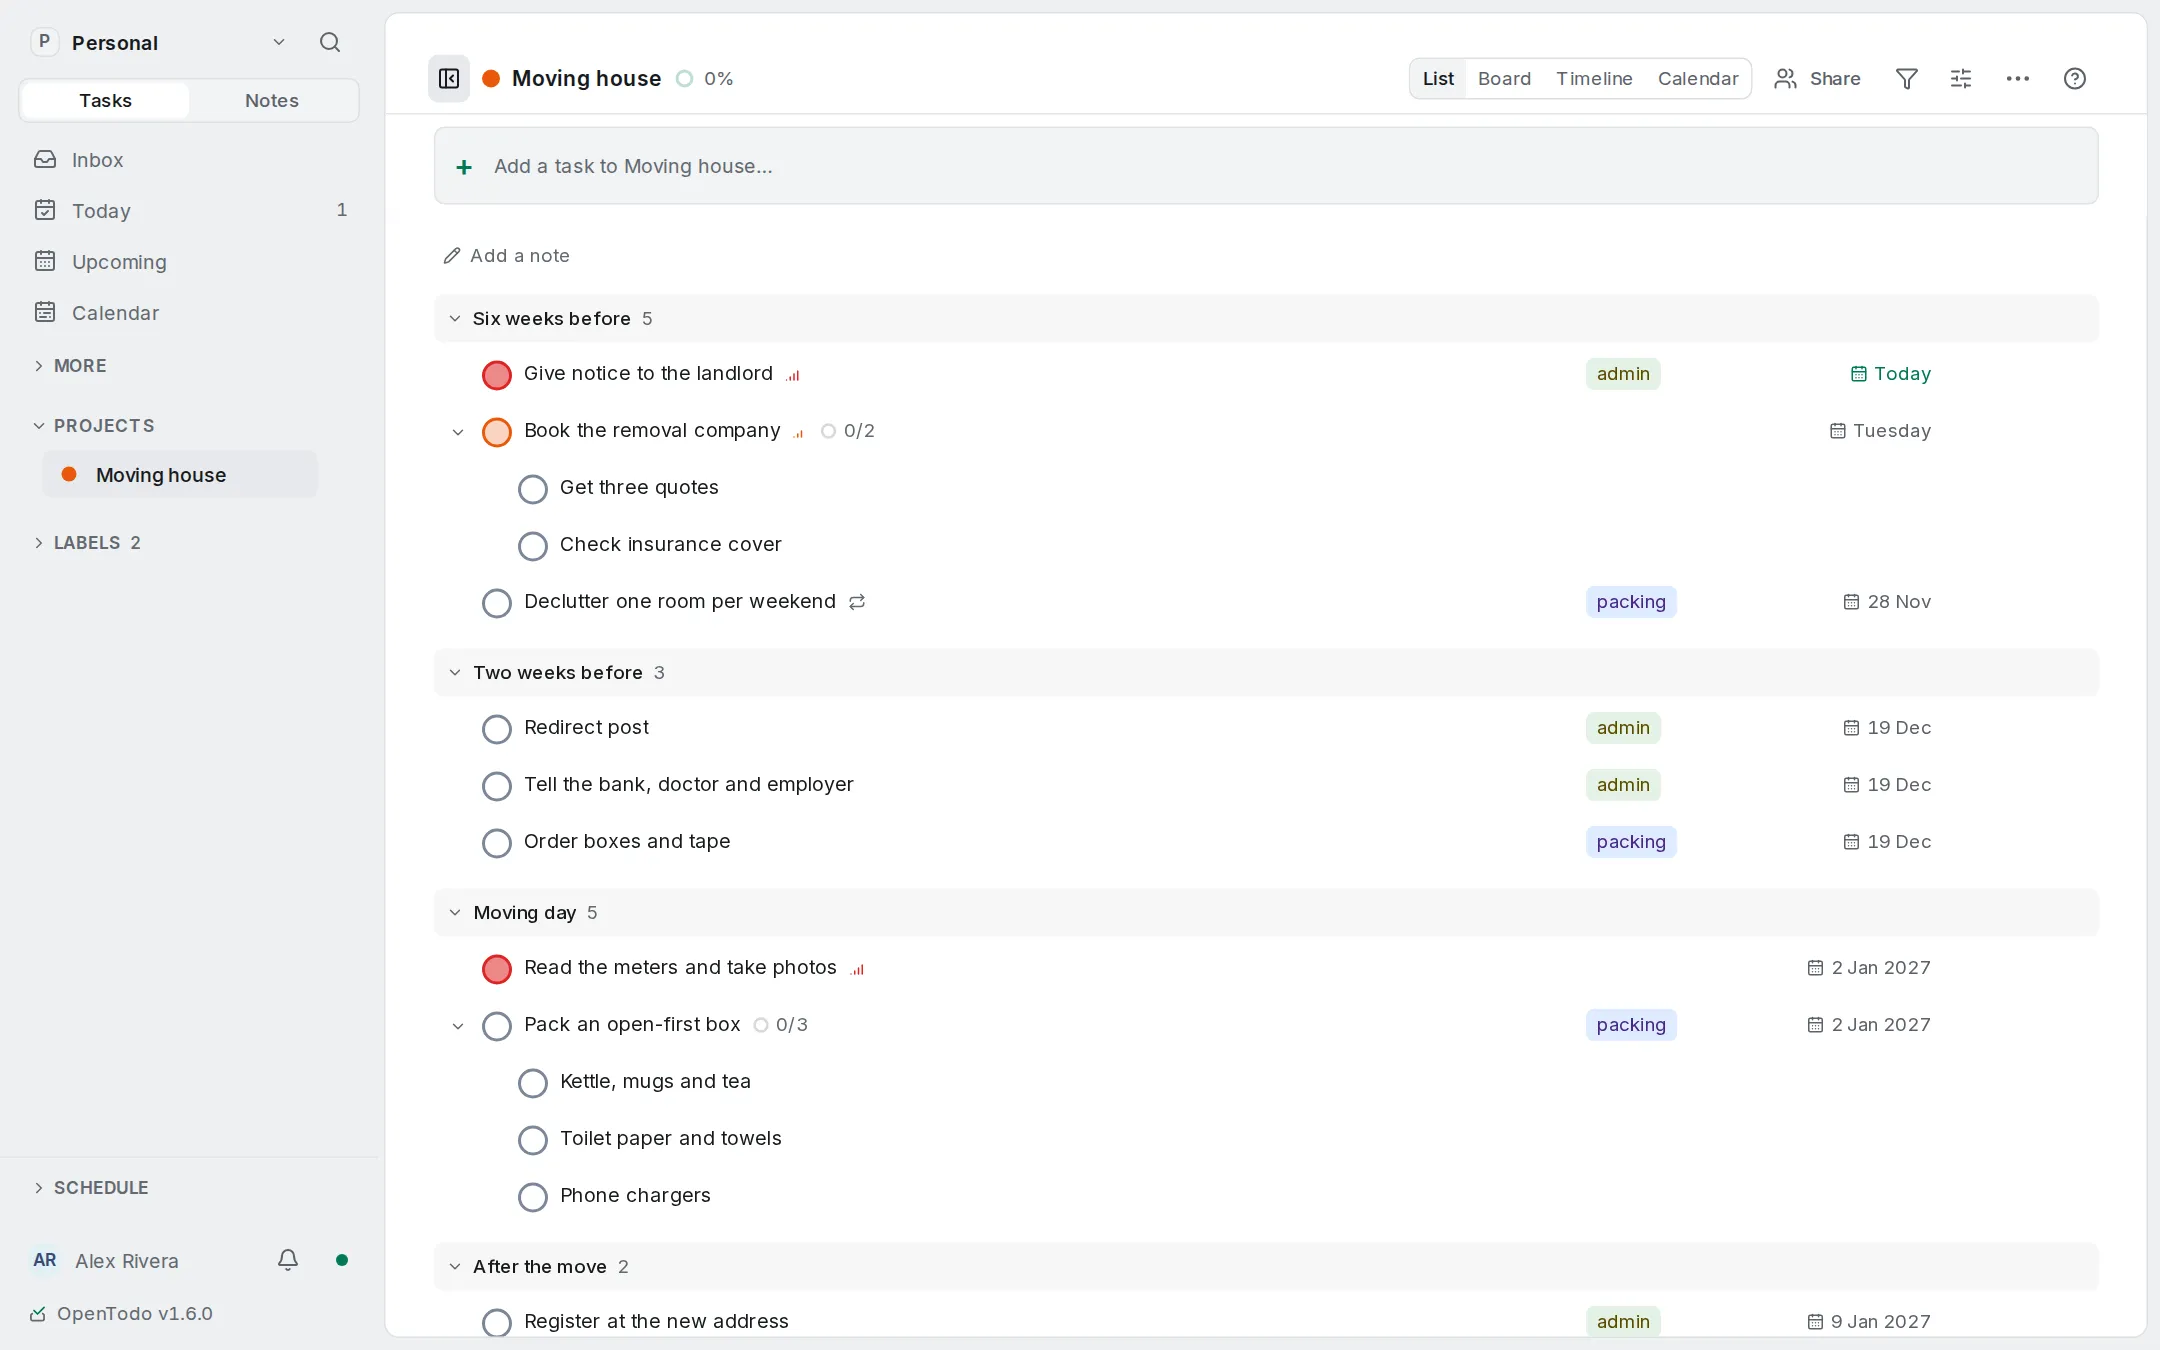 P Personal
Tasks Notes
Inbox
Today 1
Upcoming
Calendar
MORE
PROJECTS
Moving house
LABELS 2
SCHEDULE
AR Alex Rivera
OpenTodo v1.6.0
Moving house 0%
List Board Timeline Calendar Share
Add a task to Moving house...
Add a note
Six weeks before 5
Give notice to the landlord admin Today
Book the removal company 0/2 Tuesday
Get three quotes
Check insurance cover
Declutter one room per weekend packing 28 Nov
Two weeks before 3
Redirect post admin 19 Dec
Tell the bank, doctor and employer admin 19 Dec
Order boxes and tape packing 19 Dec
Moving day 5
Read the meters and take photos 2 Jan 2027
Pack an open-first box 0/3 packing 2 Jan 2027
Kettle, mugs and tea
Toilet paper and towels
Phone chargers
After the move 2
Register at the new address admin 9 Jan 2027